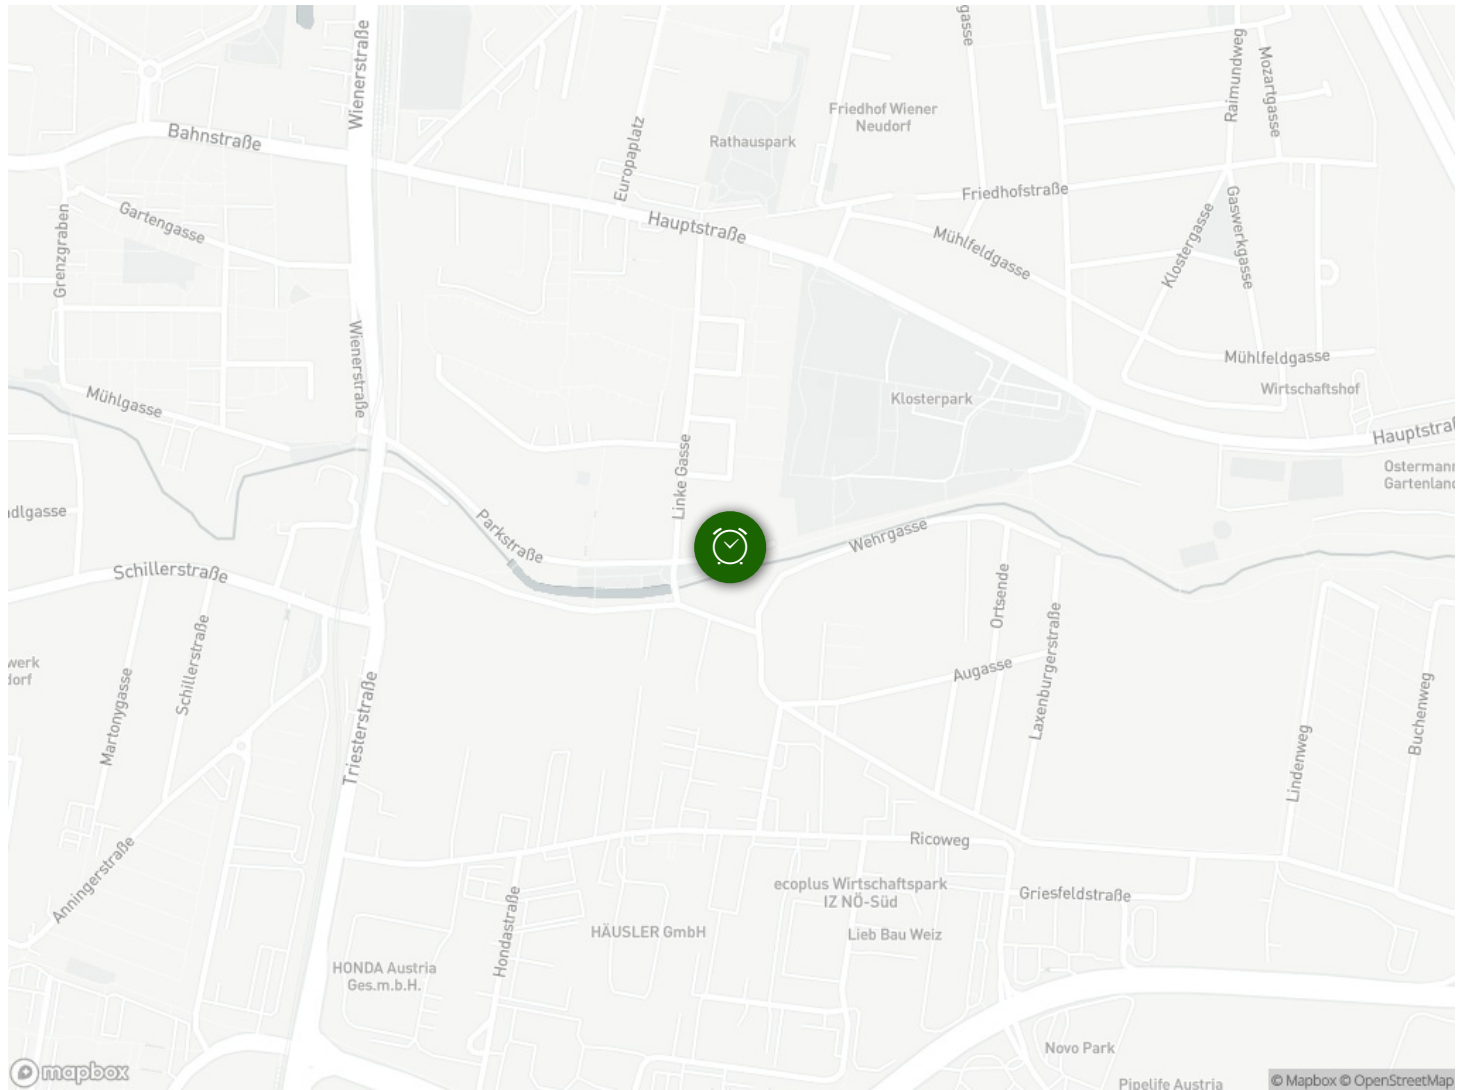 gasse
Wienerstraße
Raimundweg
Mozartgasse
Bahnstraße
Europaplatz
Rathauspark
Friedhof Wiener
Neudorf
Friedhofstraße
Grenzgraben
Gartengasse
Hauptstraße
Mühlfeldgasse
Klostergasse
Gaswerkgasse
Wienerstraße
Mühlfeldgasse
Wirtschaftshof
Mühlgasse
Klosterpark
Hauptstraß
Linke Gasse
Ostermann
Gartenland
dlgasse
Parkstraße
Wehrgasse
Schillerstraße
Ortsende
Schillerstraße
Laxenburgerstraße
werk
dorf
Martonygasse
Augasse
Triesterstraße
Lindenweg
Buchenweg
Ricoweg
Anningerstraße
ecoplus Wirtschaftspark
IZ NÖ-Süd
Griesfeldstraße
Hondastraße
HÄUSLER GmbH
Lieb Bau Weiz
HONDA Austria
Ges.m.b.H.
Novo Park
mapbox
Pipelife Austria
© Mapbox © OpenStreetMap